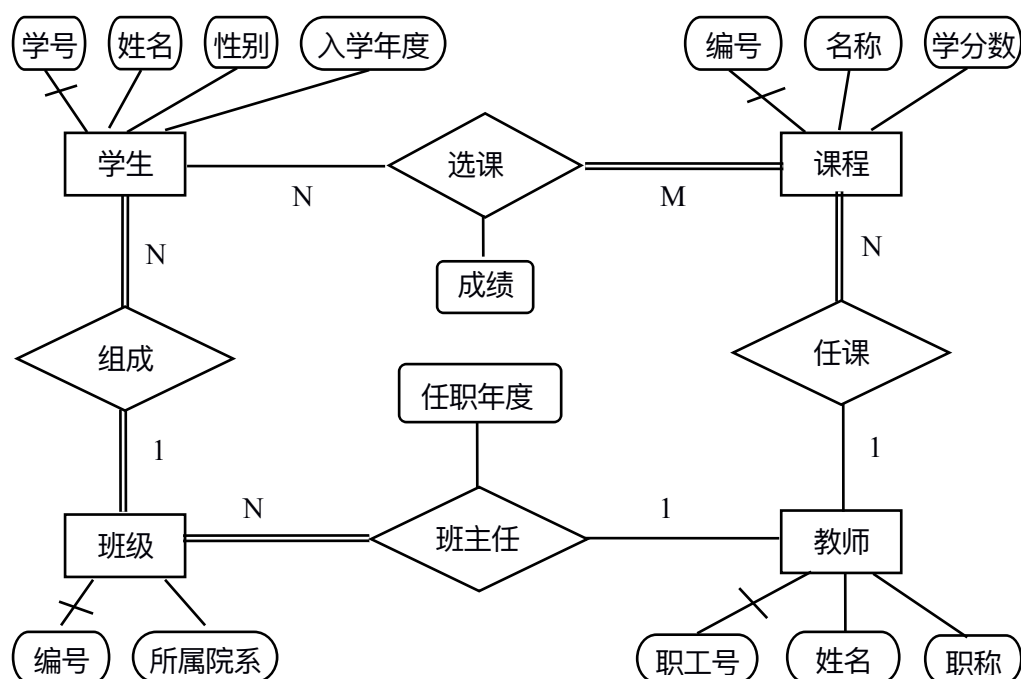 学号 姓名 性别 入学年度 编号 名称 学分数
学生 选课 课程
N M
N N
成绩
组成 任课
任职年度
1 1
N 1
班级 班主任 教师
编号 所属院系 职工号 姓名 职称